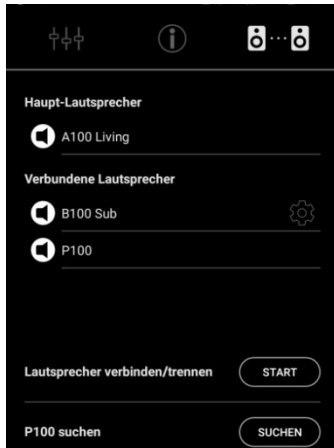 Haupt-Lautsprecher
A100 Living
Verbundene Lautsprecher
B100 Sub
P100
Lautsprecher verbinden/trennen
START
P100 suchen
SUCHEN